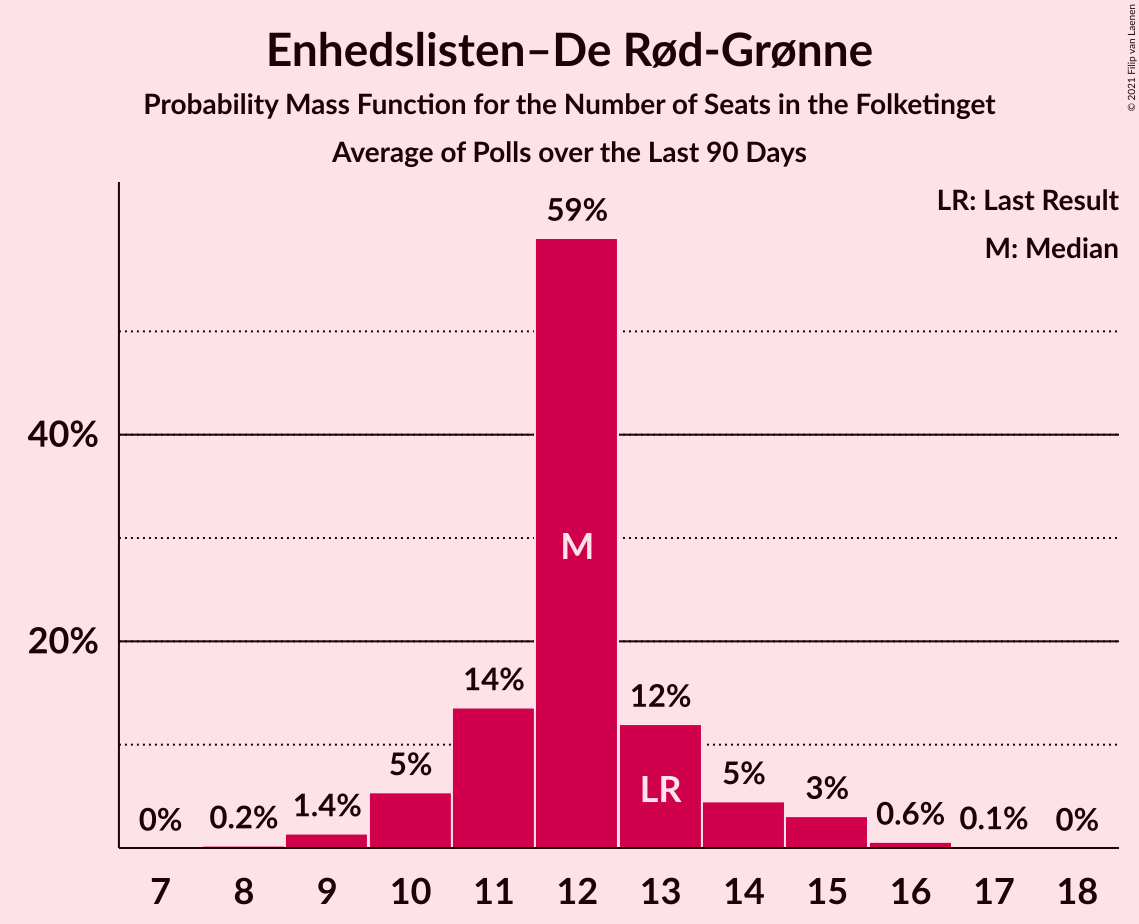 Enhedslisten–De Rød-Grønne
Probability Mass Function for the Number of Seats in the Folketinget
Average of Polls over the Last 90 Days
© 2021 Filip van Laenen
LR: Last Result
M: Median
59%
40%
M
20%
14%
12%
5%
LR
5%
3%
0%
0.2%
1.4%
0.6%
0.1%
0%
7 8 9 10 11 12 13 14 15 16 17 18